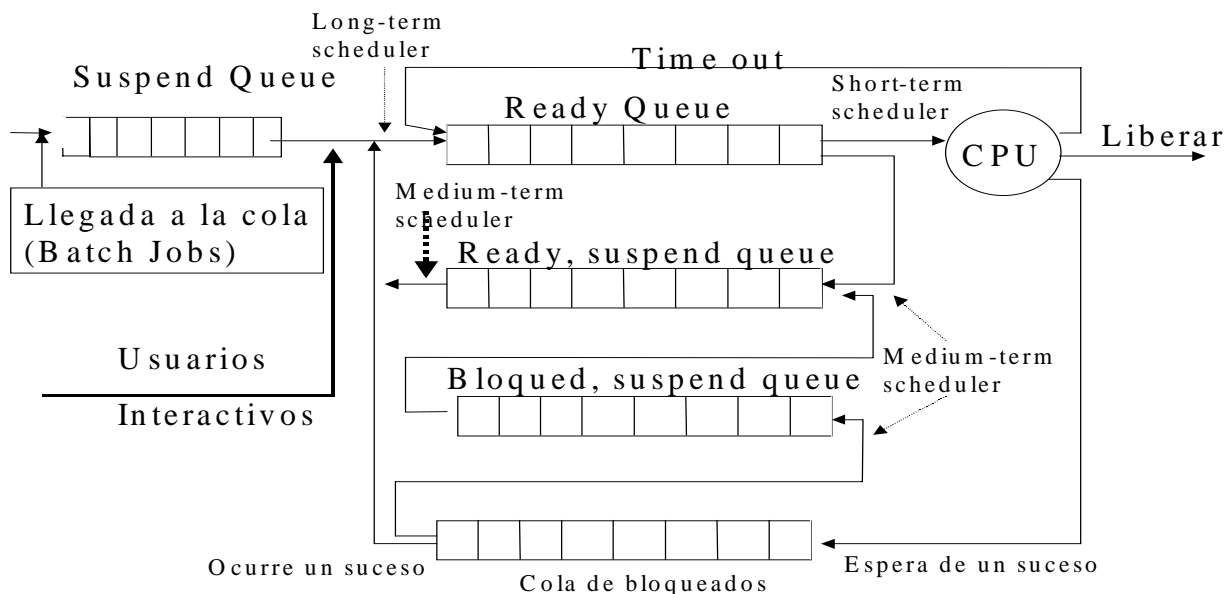 Long-term
scheduler
Suspend Queue
Time out
Short-term
scheduler
Ready Queue
CPU
Liberar
Llegada a la cola
(Batch Jobs)
Medium-term
scheduler
Ready, suspend queue
Usuarios
Interactivos
Medium-term
scheduler
Bloqued, suspend queue
Ocurre un suceso
Cola de bloqueados
Espera de un suceso